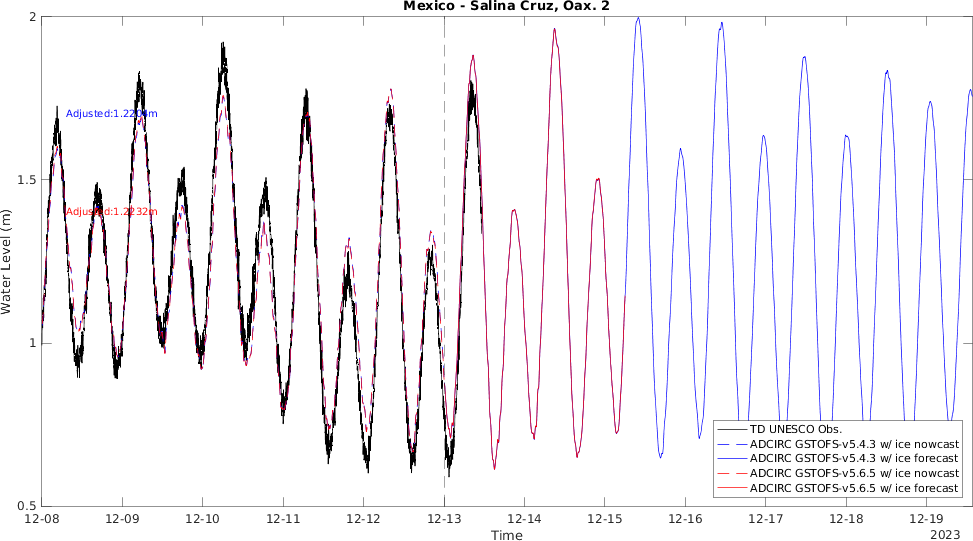 Mexico - Salina Cruz, Oax. 2
2
1.5
1
0.5
Water Level (m)
Adjusted:1.2204m
Adjusted:1.2232m
12-08 12-09 12-10 12-11 12-12 12-13 12-14 12-15 12-16 12-17 12-18 12-19
Time
2023
TD UNESCO Obs.
ADCIRC GSTOFS-v5.4.3 w/ ice nowcast
ADCIRC GSTOFS-v5.4.3 w/ ice forecast
ADCIRC GSTOFS-v5.6.5 w/ ice nowcast
ADCIRC GSTOFS-v5.6.5 w/ ice forecast